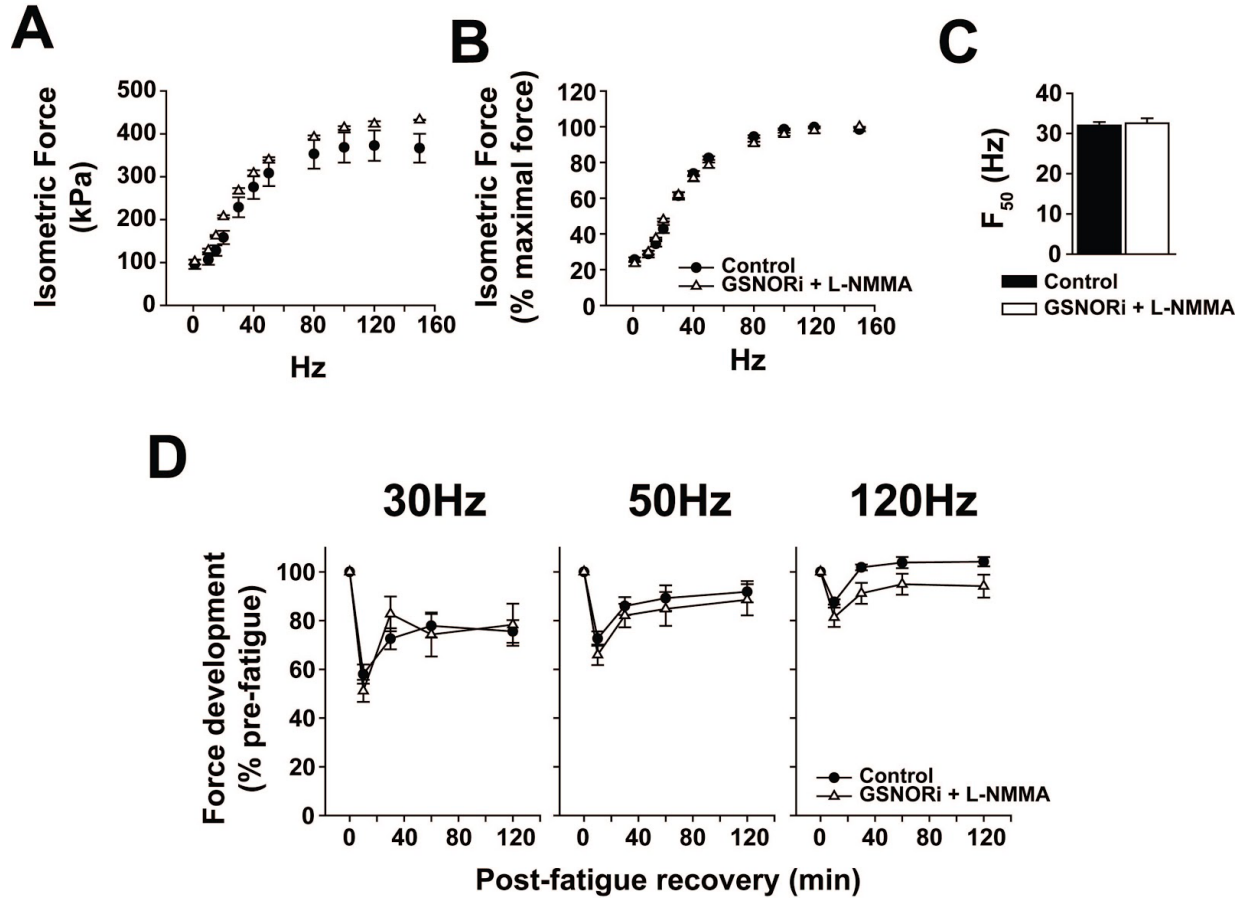 A
Isometric Force
(kPa)
500
400
300
200
100
0
0 40 80 120 160
Hz
B
Isometric Force
(% maximal force)
120
100
80
60
40
20
0
Control
GSNORi + L-NMMA
0 40 80 120 160
Hz
C
F50 (Hz)
40
30
20
10
0
Control
GSNORi + L-NMMA
D
30Hz
50Hz
120Hz
Force development
(% pre-fatigue)
100
80
60
40
20
0
Control
GSNORi + L-NMMA
0 40 80 120
0 40 80 120
0 40 80 120
Post-fatigue recovery (min)